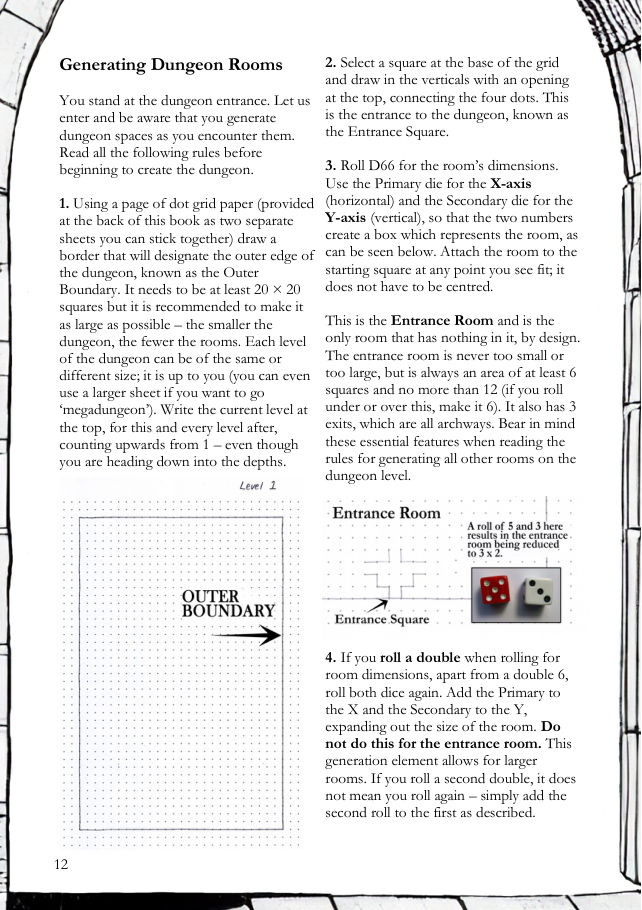 Generating Dungeon Rooms
You stand at the dungeon entrance. Let us
enter and be aware that you generate
dungeon spaces as you encounter them.
Read all the following rules before
beginning to create the dungeon.
1. Using a page of dot grid paper (provided
at the back of this book as two separate
sheets you can stick together) draw a
border that will designate the outer edge of
the dungeon, known as the Outer
Boundary. It needs to be at least 20 × 20
squares but it is recommended to make it
as large as possible – the smaller the
dungeon, the fewer the rooms. Each level
of the dungeon can be of the same or
different size; it is up to you (you can even
use a larger sheet if you want to go
‘megadungeon’). Write the current level at
the top, for this and every level after,
counting upwards from 1 – even though
you are heading down into the depths.
Level 1
OUTER
BOUNDARY
2. Select a square at the base of the grid
and draw in the verticals with an opening
at the top, connecting the four dots. This
is the entrance to the dungeon, known as
the Entrance Square.
3. Roll D66 for the room’s dimensions.
Use the Primary die for the X-axis
(horizontal) and the Secondary die for the
Y-axis (vertical), so that the two numbers
create a box which represents the room, as
can be seen below. Attach the room to the
starting square at any point you see fit; it
does not have to be centred.
This is the Entrance Room and is the
only room that has nothing in it, by design.
The entrance room is never too small or
too large, but is always an area of at least 6
squares and no more than 12 (if you roll
under or over this, make it 6). It also has 3
exits, which are all archways. Bear in mind
these essential features when reading the
rules for generating all other rooms on the
dungeon level.
Entrance Room
A roll of 5 and 3 here
results in the entrance
room being reduced
to 3 x 2.
Entrance Square
4. If you roll a double when rolling for
room dimensions, apart from a double 6,
roll both dice again. Add the Primary to
the X and the Secondary to the Y,
expanding out the size of the room. Do
not do this for the entrance room. This
generation element allows for larger
rooms. If you roll a second double, it does
not mean you roll again – simply add the
second roll to the first as described.
12